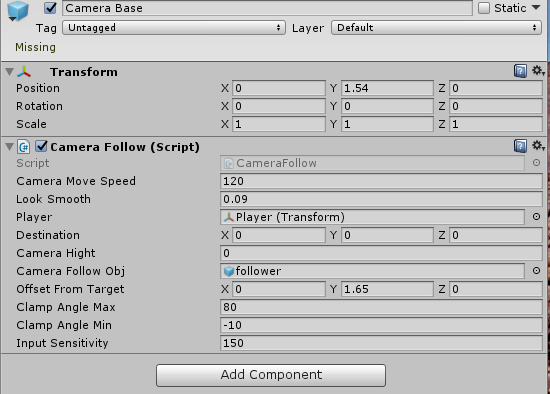 Camera Base Static
Tag Untagged Layer Default
Missing
Transform
Position X 0 Y 1.54 Z 0
Rotation X 0 Y 0 Z 0
Scale X 1 Y 1 Z 1
C# Camera Follow (Script)
Script CameraFollow
Camera Move Speed 120
Look Smooth 0.09
Player Player (Transform)
Destination X 0 Y 0 Z 0
Camera Hight 0
Camera Follow Obj follower
Offset From Target X 0 Y 1.65 Z 0
Clamp Angle Max 80
Clamp Angle Min -10
Input Sensitivity 150
Add Component